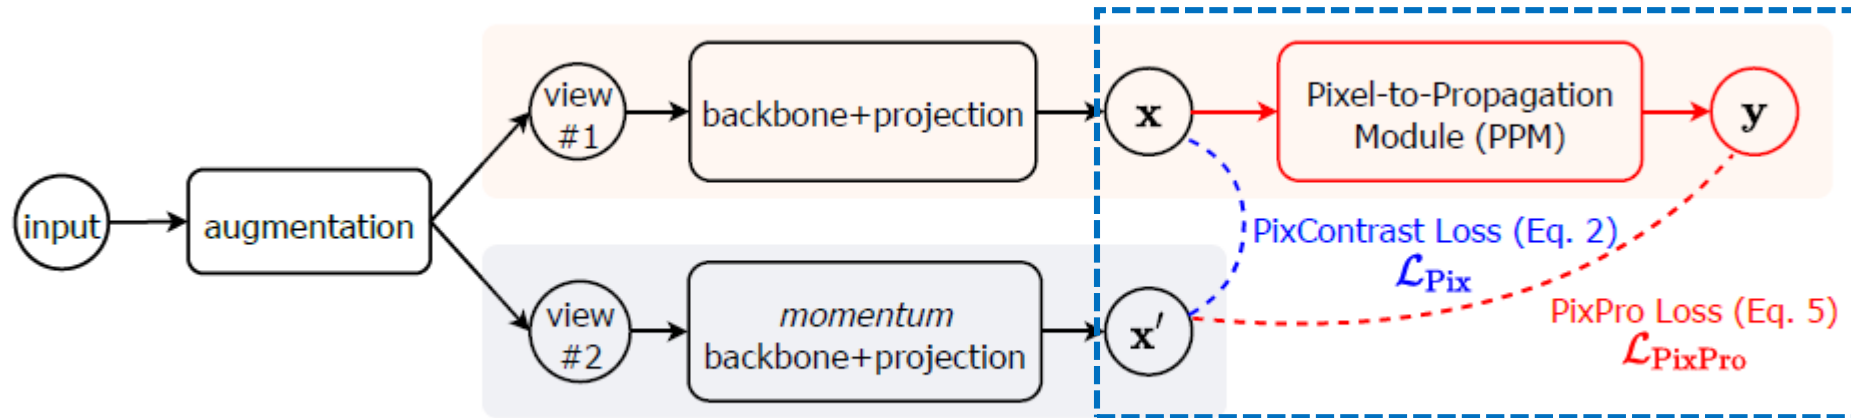 input
augmentation
view
#1
backbone+projection
x
Pixel-to-Propagation
Module (PPM)
y
PixContrast Loss (Eq. 2)
𝓛Pix
view
#2
momentum
backbone+projection
x′
PixPro Loss (Eq. 5)
𝓛PixPro